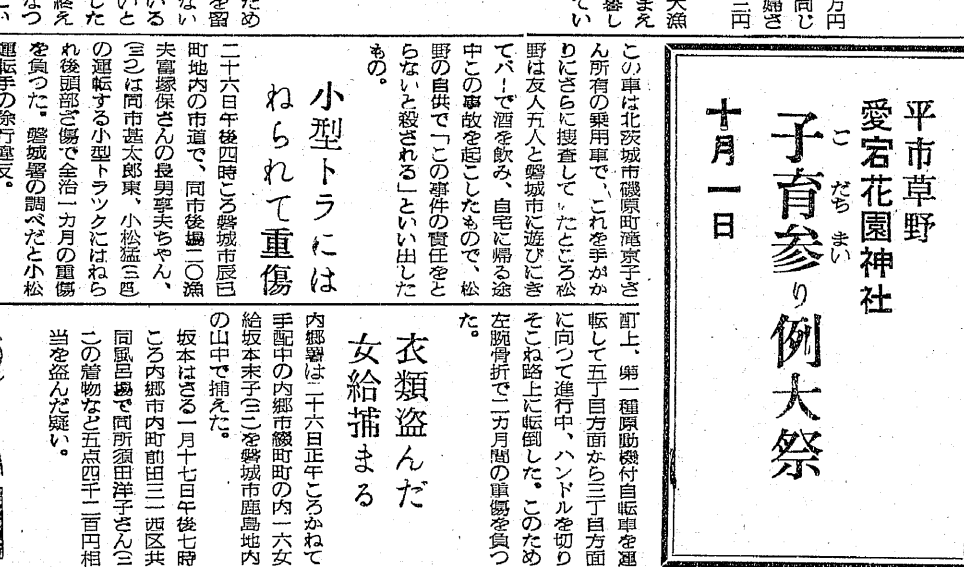 平市草野
愛宕花園神社
子育参り例大祭
こ だち まい
十月一日
この車は北茨城市磯原町滝京子さ
ん所有の乗用車で、これを手がか
りにさらに捜査していたところ松
野は友人五人と磐城市に遊びにき
てバーで酒を飲み、自宅に帰る途
中この事故を起こしたもので、松
野の自供で「この事件の責任をと
らないと殺される」といい出した
もの。
小型トラには
ねられて重傷
二十六日午後四時ころ磐城市辰巳
町地内の市道で、同市後場一〇漁
夫富塚保さんの長男享夫ちゃん、
は同市甚太郎東、小松猛
の運転する小型トラックにはねら
れ後頭部ざ傷で全治一カ月の重傷
を負つた。磐城署の調べだと小松
運転手の徐行違反。
町上、第一種原動機付自転車を運
転して五丁目方面から三丁目方面
に向つて進行中、ハンドルを切り
そこね路上に転倒した。このため
左腕骨折で二カ月間の重傷を負つ
た。
衣類盗んだ
女給捕まる
内郷署は二十六日正午ころかねて
手配中の内郷市綴町町の内一六女
給坂本末子を磐城市鹿島地内
の山中で捕えた。
坂本はさる一月十七日午後七時
ころ内郷市内町前田三一西区共
同風呂場で同所須田洋子さん
この着物など五点四千二百円相
当を盗んだ疑い。